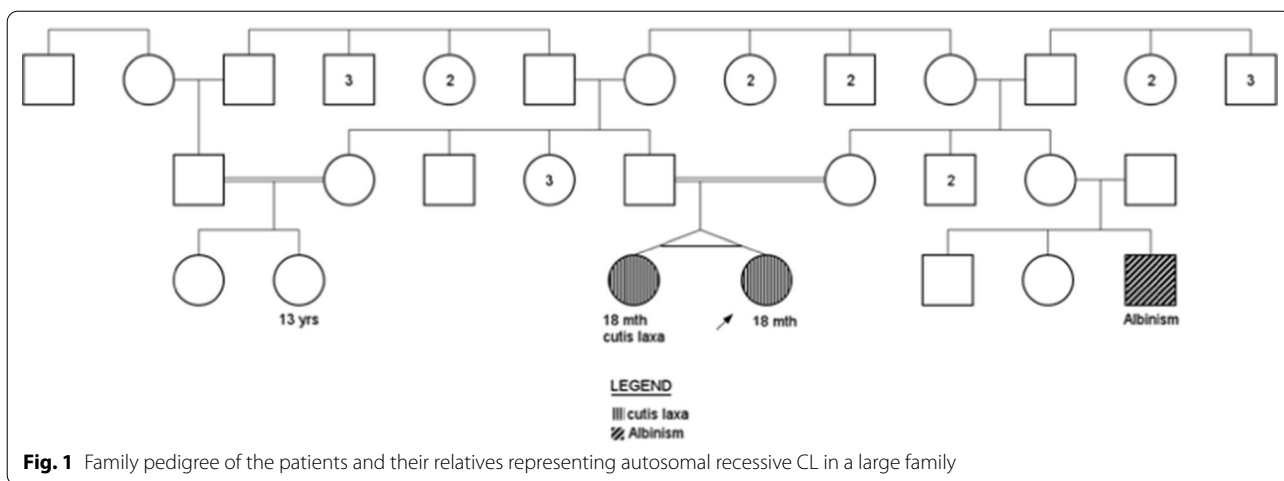 3 2 2 2 2 3
3 2
13 yrs
18 mth
cutis laxa
18 mth
Albinism
LEGEND
cutis laxa
Albinism
Fig. 1 Family pedigree of the patients and their relatives representing autosomal recessive CL in a large family